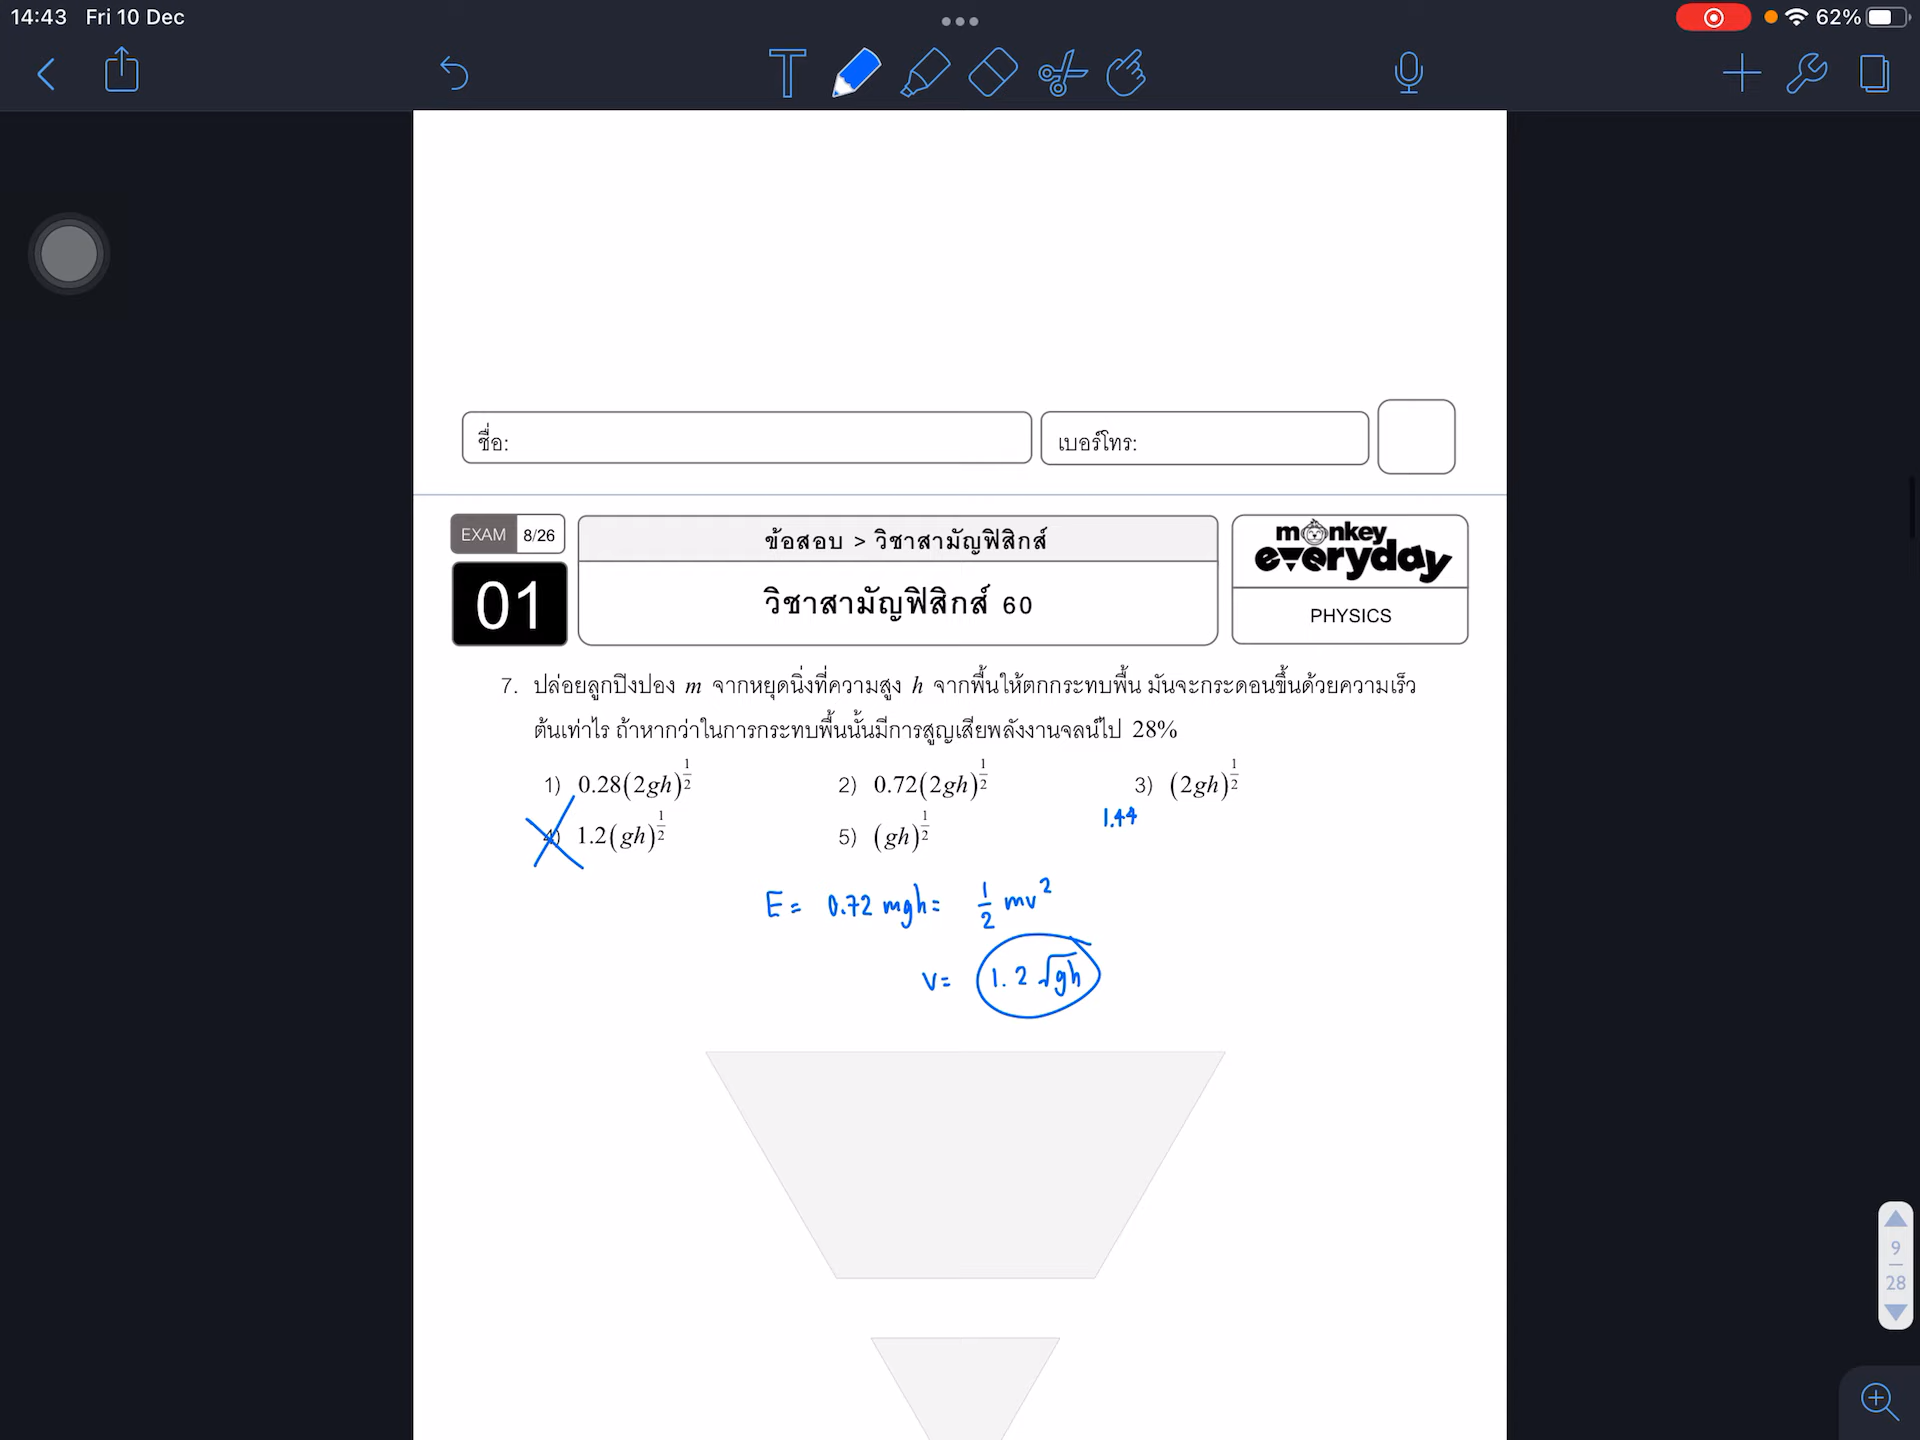 14:43 Fri 10 Dec
62%
ชื่อ:
เบอร์โทร:
EXAM 8/26
01
ข้อสอบ > วิชาสามัญฟิสิกส์
วิชาสามัญฟิสิกส์ 60
monkey
everyday
PHYSICS
7. ปล่อยลูกปิงปอง m จากหยุดนิ่งที่ความสูง h จากพื้นให้ตกกระทบพื้น มันจะกระดอนขึ้นด้วยความเร็ว
ต้นเท่าไร ถ้าหากว่าในการกระทบพื้นนั้นมีการสูญเสียพลังงานจลน์ไป 28%
1) 0.28(2gh)^{1/2} 2) 0.72(2gh)^{1/2} 3) (2gh)^{1/2}
1.44
4) 1.2(gh)^{1/2} 5) (gh)^{1/2}
E = 0.72 mgh = 1/2 mv²
v = 1.2 √gh
9
28